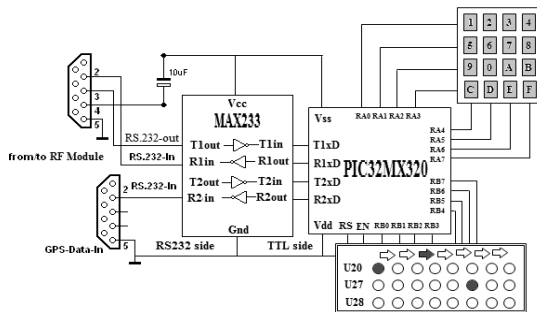 1 2 3 4
5 6 7 8
9 0 A B
C D E F
2
3
4
5
10uF
Vcc
MAX233
Vss
RA0 RA1 RA2 RA3
RS.232-out
T1out T1in
T1xD
RA4
RA5
RA6
RA7
from/to RF Module
RS.232-In
R1in R1out
R1xD
PIC32MX320
2
RS.232-In
T2out T2in
T2xD
RB7
RB6
RB5
RB4
R2in R2out
R2xD
5
GPS-Data-In
Gnd
Vdd RS EN RB0 RB1 RB2 RB3
RS232 side
TTL side
U20
U27
U28